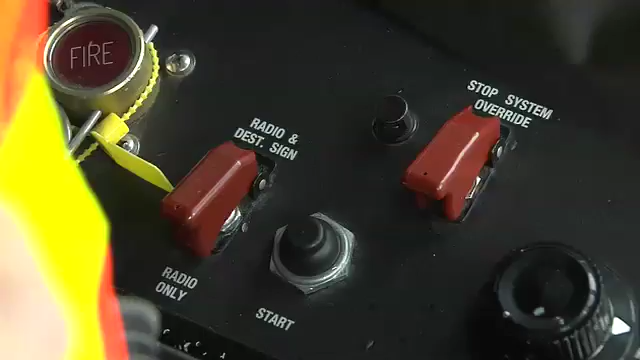 FIRE
RADIO &
DEST. SIGN
STOP SYSTEM
OVERRIDE
RADIO
ONLY
START